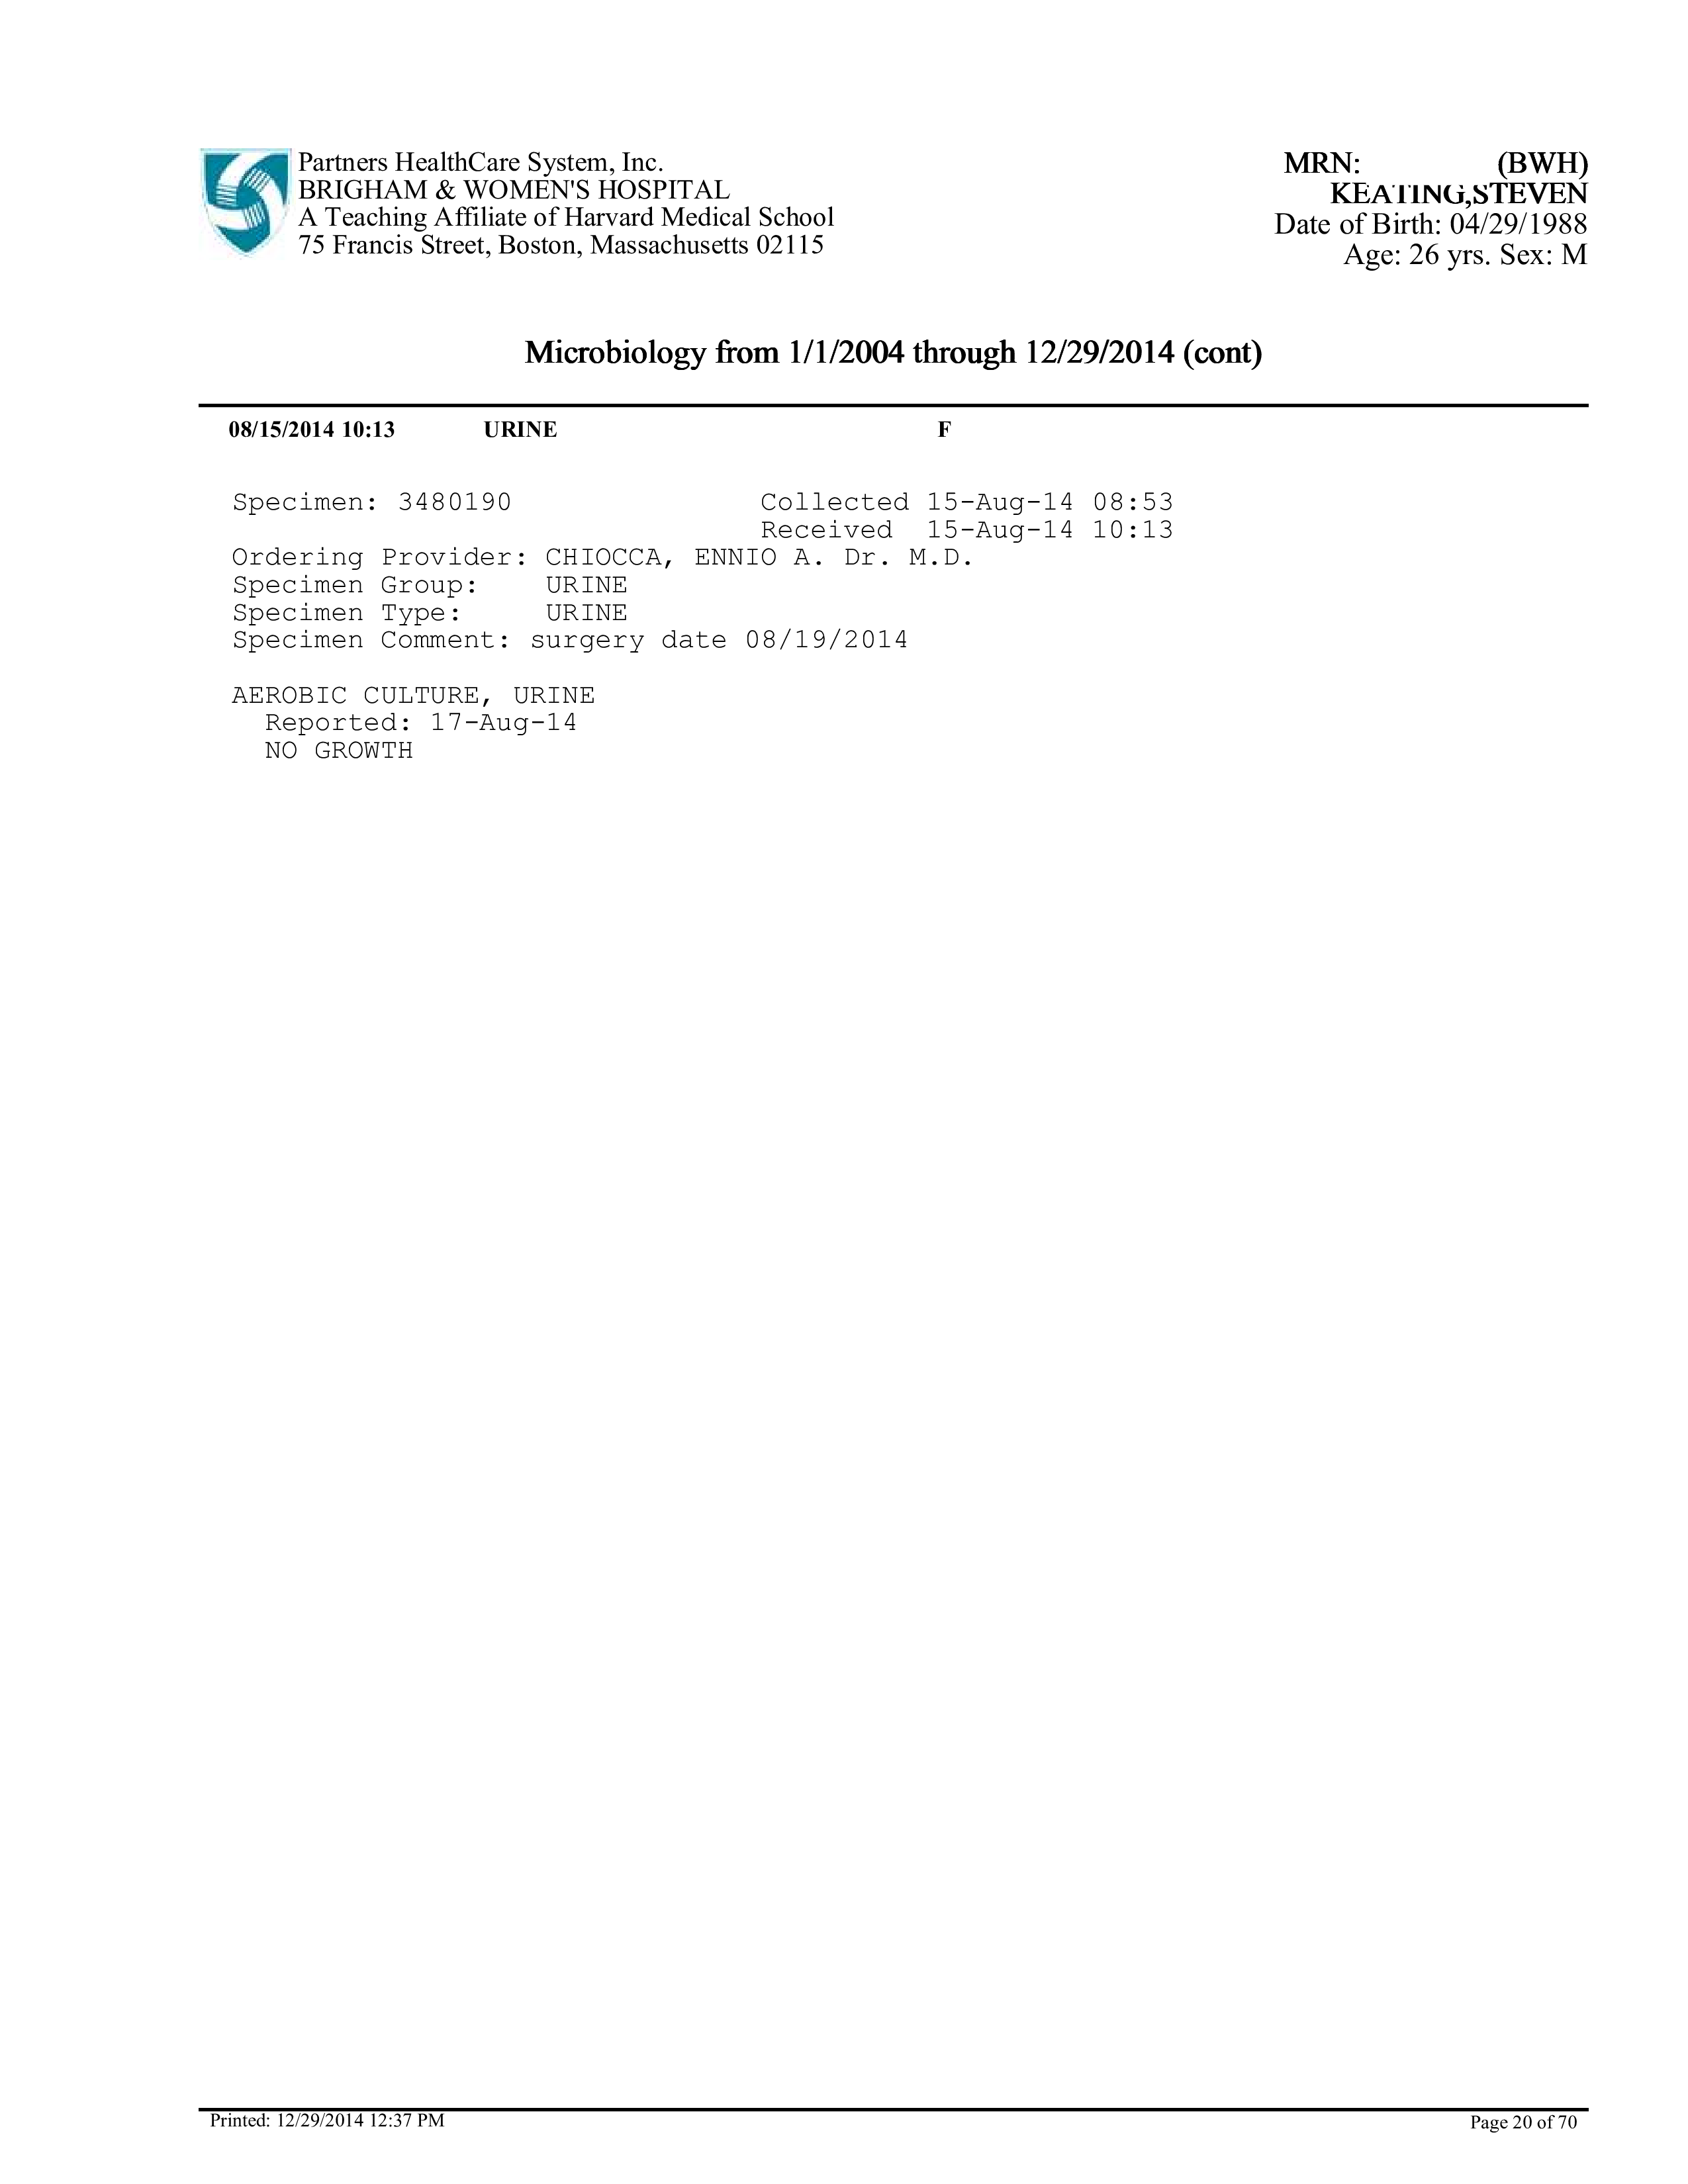 Partners HealthCare System, Inc.
BRIGHAM & WOMEN'S HOSPITAL
A Teaching Affiliate of Harvard Medical School
75 Francis Street, Boston, Massachusetts 02115
MRN: (BWH)
KEATING,STEVEN
Date of Birth: 04/29/1988
Age: 26 yrs. Sex: M
Microbiology from 1/1/2004 through 12/29/2014 (cont)
08/15/2014 10:13 URINE F
Specimen: 3480190 Collected 15-Aug-14 08:53
Received 15-Aug-14 10:13
Ordering Provider: CHIOCCA, ENNIO A. Dr. M.D.
Specimen Group: URINE
Specimen Type: URINE
Specimen Comment: surgery date 08/19/2014
AEROBIC CULTURE, URINE
Reported: 17-Aug-14
NO GROWTH
Printed: 12/29/2014 12:37 PM
Page 20 of 70